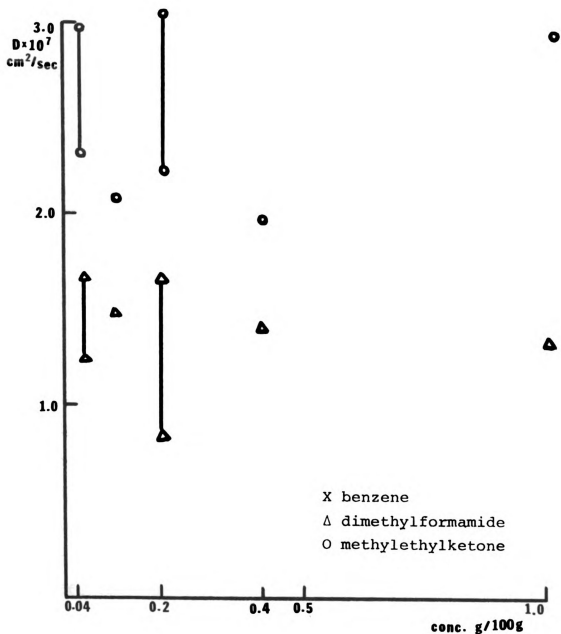 3.0
D×10⁷
cm²/sec
2.0
1.0
X benzene
Δ dimethylformamide
O methylethylketone
0·04 0·2 0.4 0.5 1.0
conc. g/100g